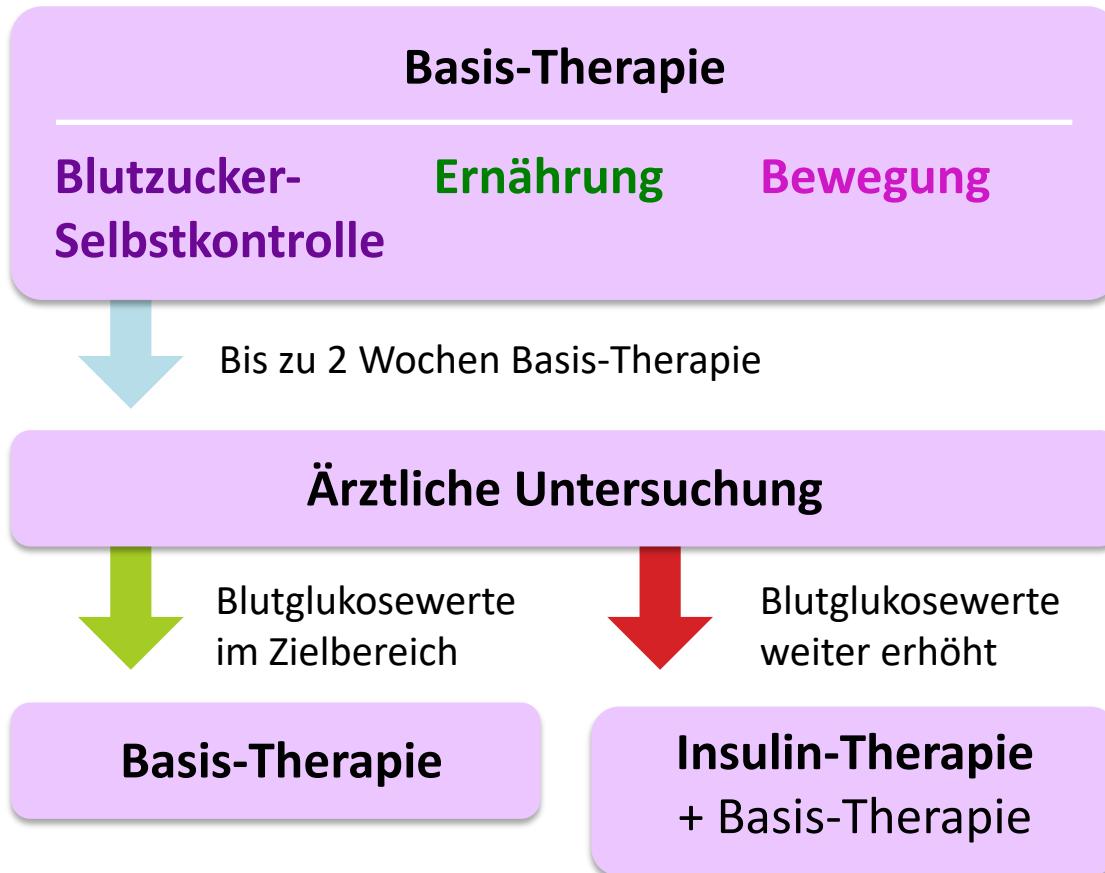 Basis-Therapie
Blutzucker-
Selbstkontrolle
Ernährung
Bewegung
Bis zu 2 Wochen Basis-Therapie
Ärztliche Untersuchung
Blutglukosewerte
im Zielbereich
Blutglukosewerte
weiter erhöht
Basis-Therapie
Insulin-Therapie
+ Basis-Therapie